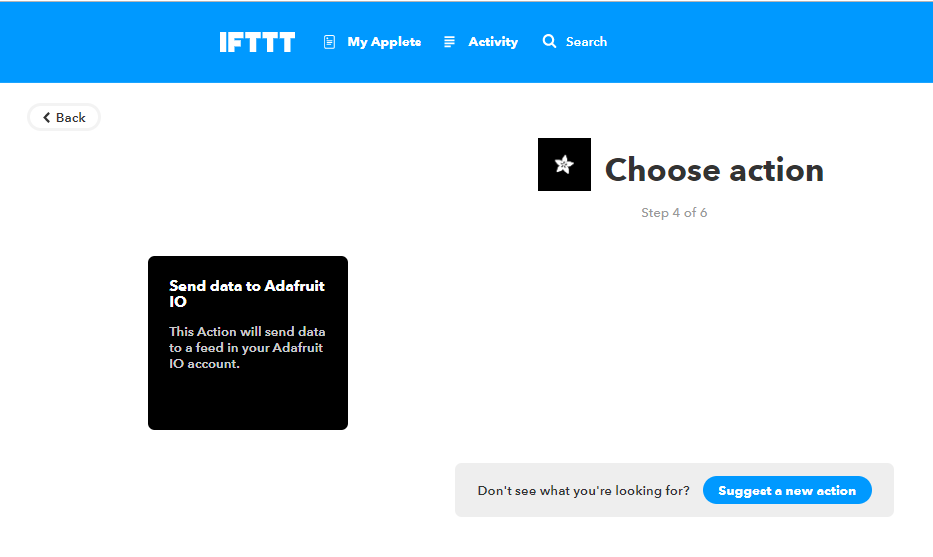 IFTTT My Applets Activity Search
Back
Choose action
Step 4 of 6
Send data to Adafruit
IO
This Action will send data
to a feed in your Adafruit
IO account.
Don't see what you're looking for? Suggest a new action